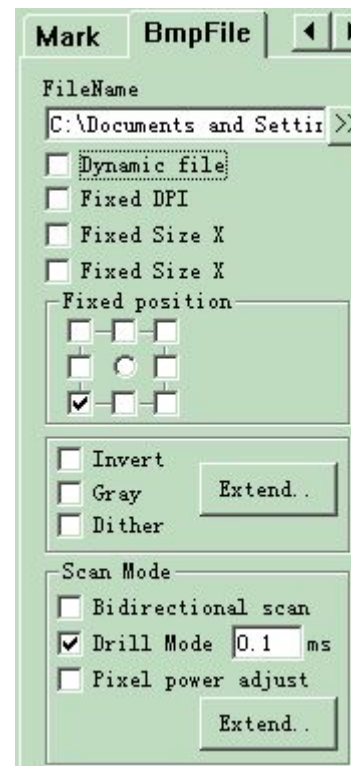 Mark BmpFile
FileName
C:\Documents and Settir >>
Dynamic file
Fixed DPI
Fixed Size X
Fixed Size X
Fixed position
Invert
Gray
Extend..
Dither
Scan Mode
Bidirectional scan
Drill Mode 0.1 ms
Pixel power adjust
Extend..